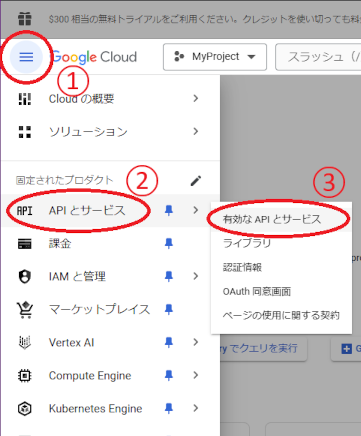 $300 相当の無料トライアルをご利用ください。クレジットを使い切っても料
Google Cloud
MyProject
スラッシュ (/)
①
Cloud の概要
ソリューション
固定されたプロダクト
②
③
API API とサービス
有効な API とサービス
課金
ライブラリ
IAM と管理
認証情報
マーケットプレイス
OAuth 同意画面
ページの使用に関する契約
Vertex AI
でクエリを実行
Compute Engine
Kubernetes Engine